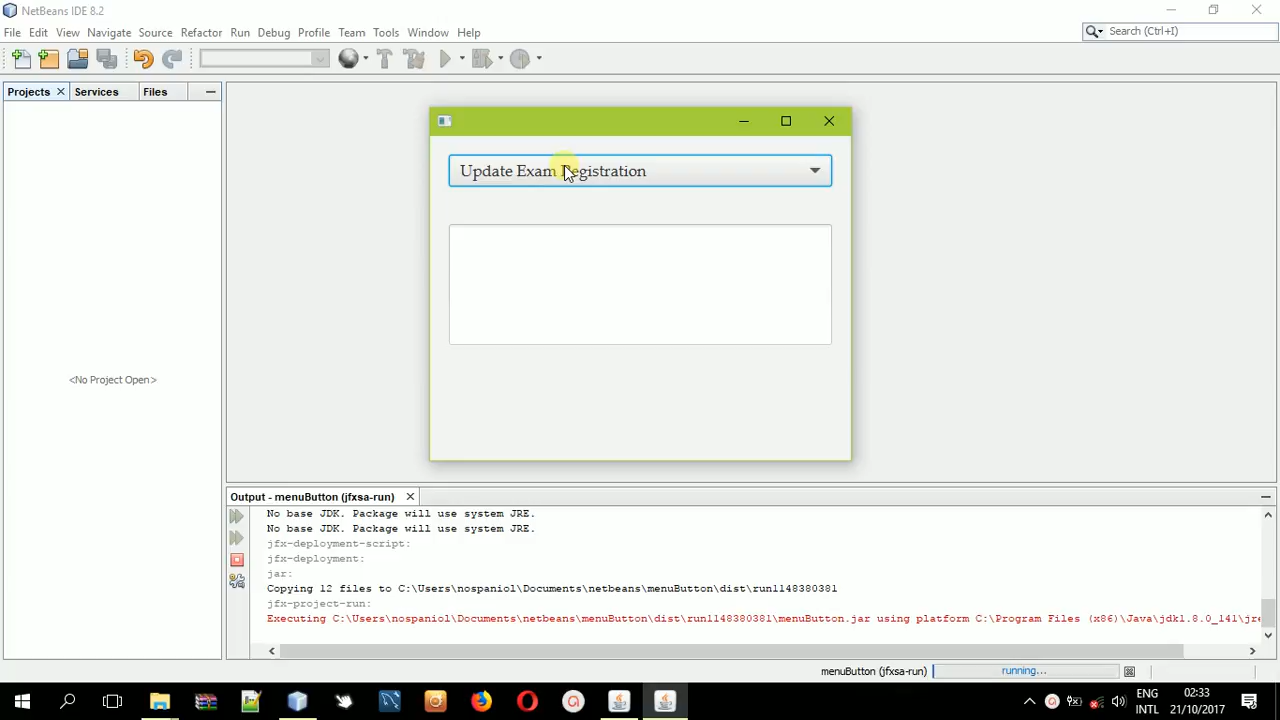 NetBeans IDE 8.2
File Edit View Navigate Source Refactor Run Debug Profile Team Tools Window Help
Search (Ctrl+I)
Projects Services Files
<No Project Open>
Update Exam Registration
Output - menuButton (jfxsa-run)
No base JDK. Package will use system JRE.
No base JDK. Package will use system JRE.
jfx-deployment-script:
jfx-deployment:
jar:
Copying 12 files to C:\Users\nospaniol\Documents\netbeans\menuButton\dist\run1148380381
jfx-project-run:
Executing C:\Users\nospaniol\Documents\netbeans\menuButton\dist\run1148380381\menuButton.jar using platform C:\Program Files (x86)\Java\jdk1.8.0_141\jre
menuButton (jfxsa-run) running...
ENG 02:33
INTL 21/10/2017